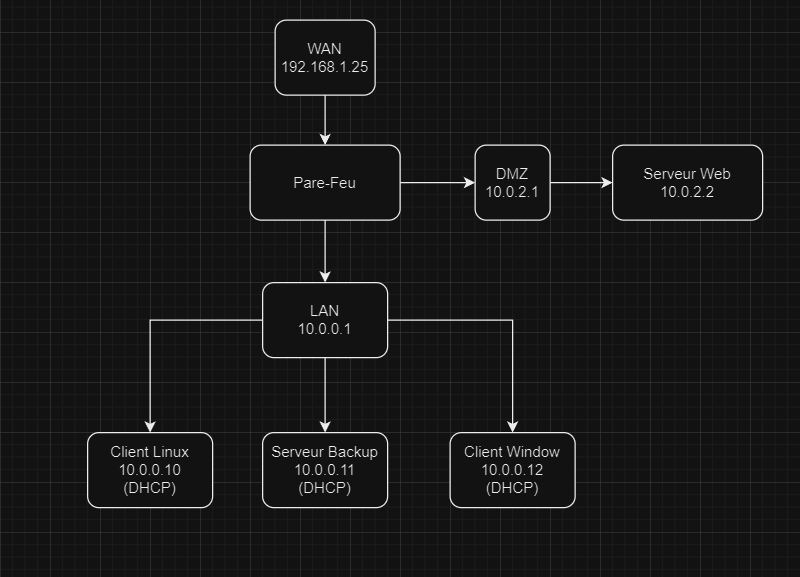 WAN
192.168.1.25
Pare-Feu
DMZ
10.0.2.1
Serveur Web
10.0.2.2
LAN
10.0.0.1
Client Linux
10.0.0.10
(DHCP)
Serveur Backup
10.0.0.11
(DHCP)
Client Window
10.0.0.12
(DHCP)